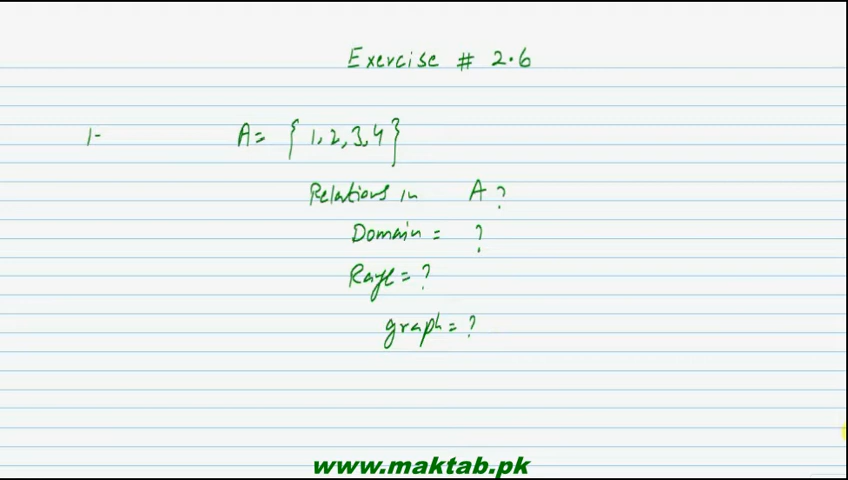 Exercise # 2.6
1- A= {1,2,3,4}
Relations in A?
Domain = ?
Range = ?
graph = ?
www.maktab.pk